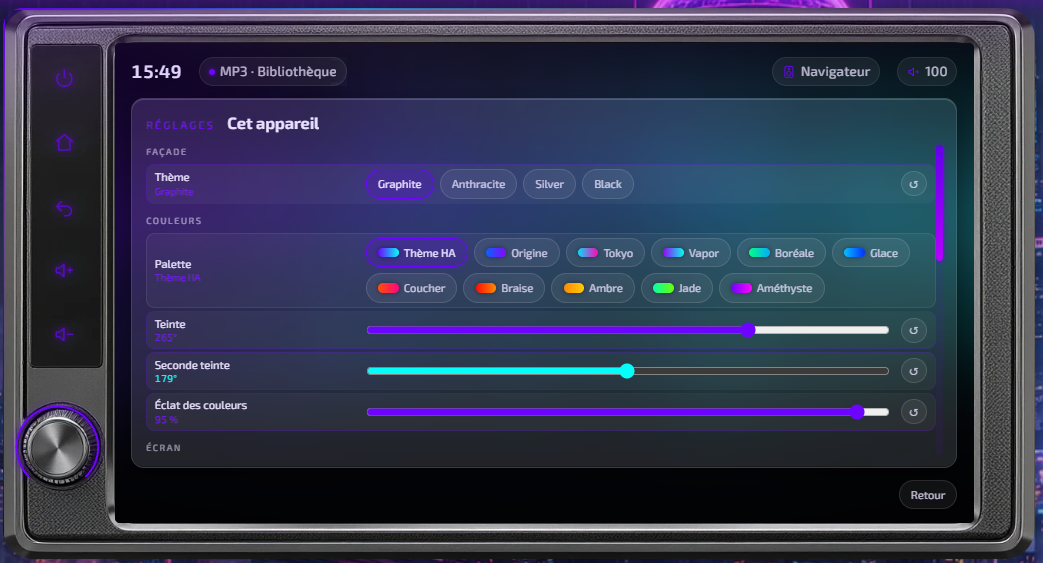 15:49 MP3 · Bibliothèque Navigateur 100
RÉGLAGES Cet appareil
FAÇADE
Thème
Graphite
Graphite Anthracite Silver Black
COULEURS
Palette
Thème HA
Thème HA Origine Tokyo Vapor Boréale Glace
Coucher Braise Ambre Jade Améthyste
Teinte
265°
Seconde teinte
179°
Éclat des couleurs
95 %
ÉCRAN
Retour